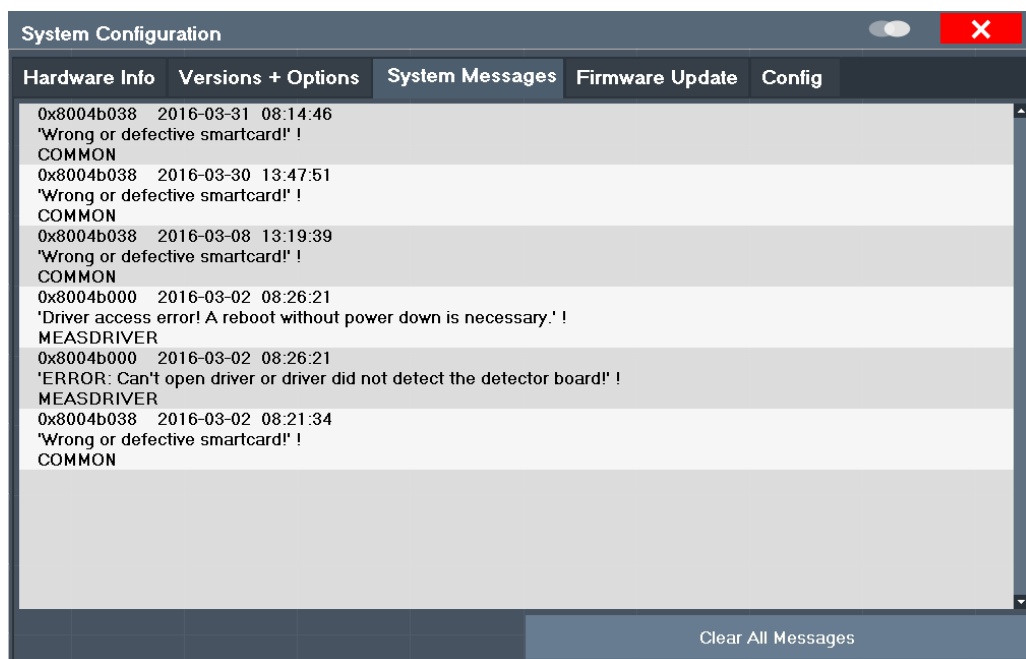 System Configuration
Hardware Info Versions + Options System Messages Firmware Update Config
0x8004b038 2016-03-31 08:14:46
'Wrong or defective smartcard!' !
COMMON
0x8004b038 2016-03-30 13:47:51
'Wrong or defective smartcard!' !
COMMON
0x8004b038 2016-03-08 13:19:39
'Wrong or defective smartcard!' !
COMMON
0x8004b000 2016-03-02 08:26:21
'Driver access error! A reboot without power down is necessary.' !
MEASDRIVER
0x8004b000 2016-03-02 08:26:21
'ERROR: Can't open driver or driver did not detect the detector board!' !
MEASDRIVER
0x8004b038 2016-03-02 08:21:34
'Wrong or defective smartcard!' !
COMMON
Clear All Messages